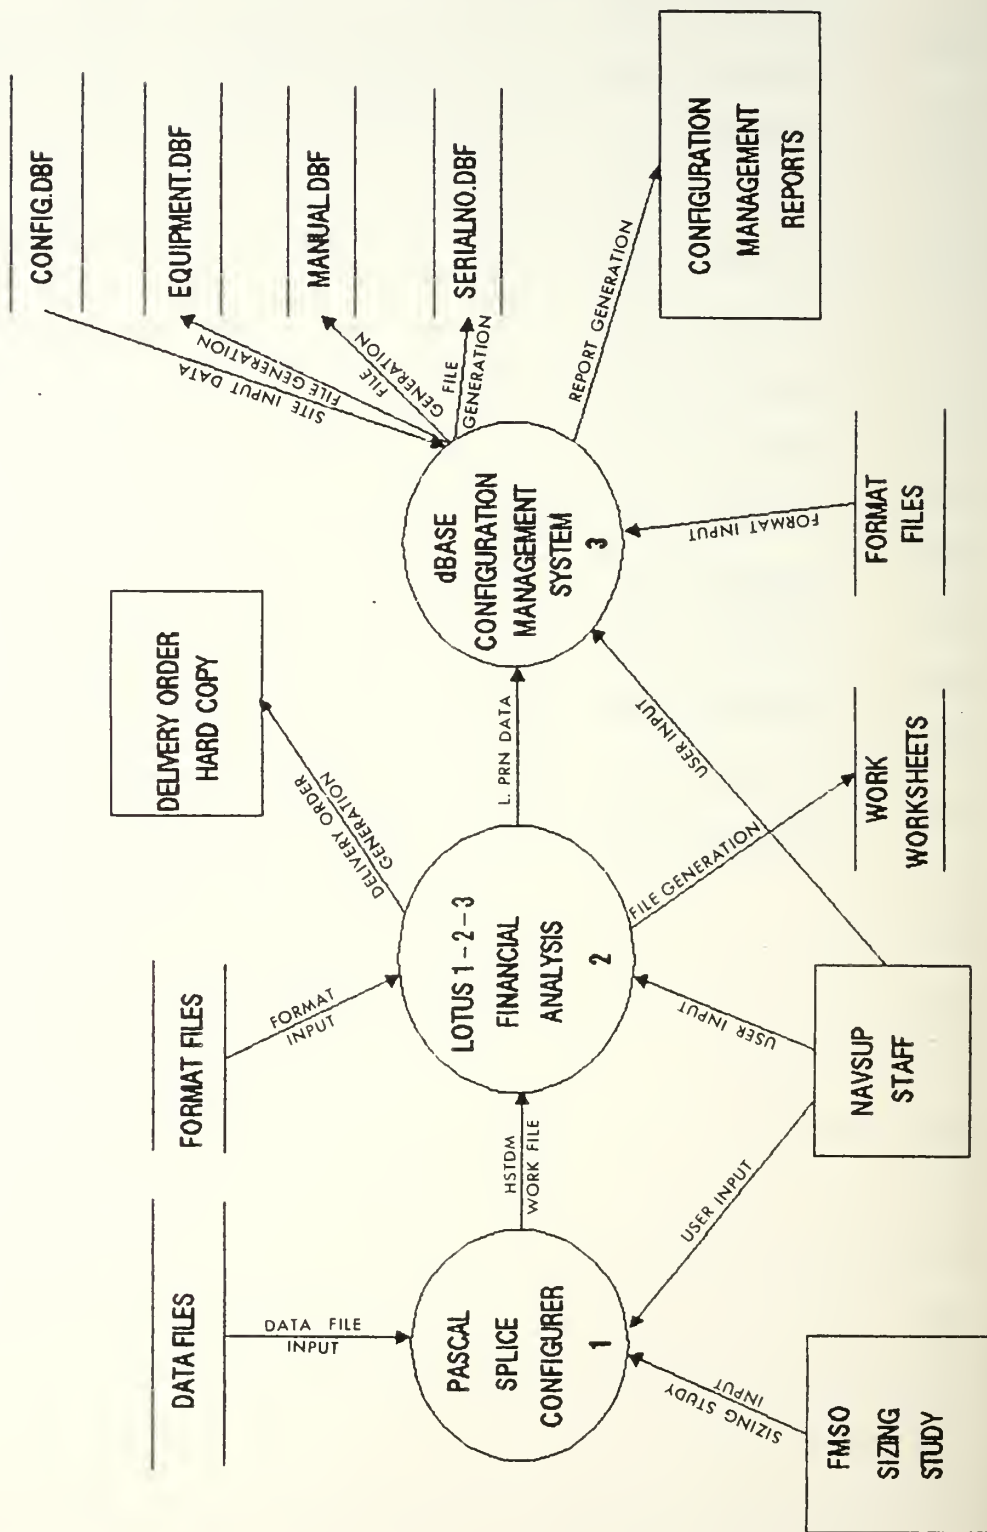 DATA FILES
DATA FILE
INPUT
PASCAL
SPLICE
CONFIGURER
1
SIZING STUDY
INPUT
FMSO
SIZING
STUDY
USER INPUT
HSTDM
WORK FILE
FORMAT FILES
FORMAT
INPUT
LOTUS 1-2-3
FINANCIAL
ANALYSIS
2
USER INPUT
NAVSUP
STAFF
DELIVERY ORDER
GENERATION
DELIVERY ORDER
HARD COPY
L. PRN DATA
FILE GENERATION
WORK
WORKSHEETS
USER INPUT
dBASE
CONFIGURATION
MANAGEMENT
SYSTEM
3
FORMAT INPUT
FORMAT
FILES
SITE INPUT DATA
FILE GENERATION
FILE
GENERATION
FILE
GENERATION
CONFIG.DBF
EQUIPMENT.DBF
MANUAL.DBF
SERIALNO.DBF
REPORT GENERATION
CONFIGURATION
MANAGEMENT
REPORTS